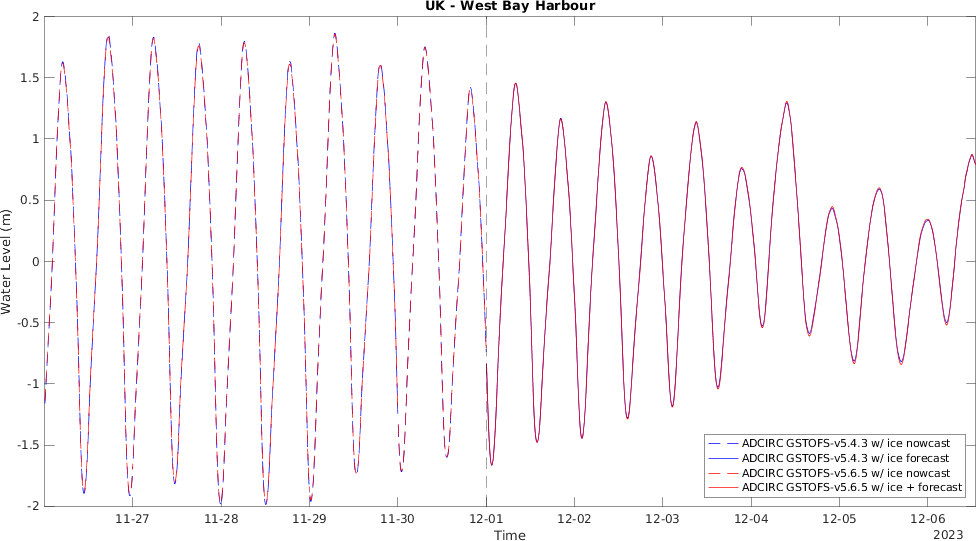 UK - West Bay Harbour
2
1.5
1
0.5
0
-0.5
-1
-1.5
-2
Water Level (m)
11-27 11-28 11-29 11-30 12-01 12-02 12-03 12-04 12-05 12-06
Time
2023
ADCIRC GSTOFS-v5.4.3 w/ ice nowcast
ADCIRC GSTOFS-v5.4.3 w/ ice forecast
ADCIRC GSTOFS-v5.6.5 w/ ice nowcast
ADCIRC GSTOFS-v5.6.5 w/ ice + forecast